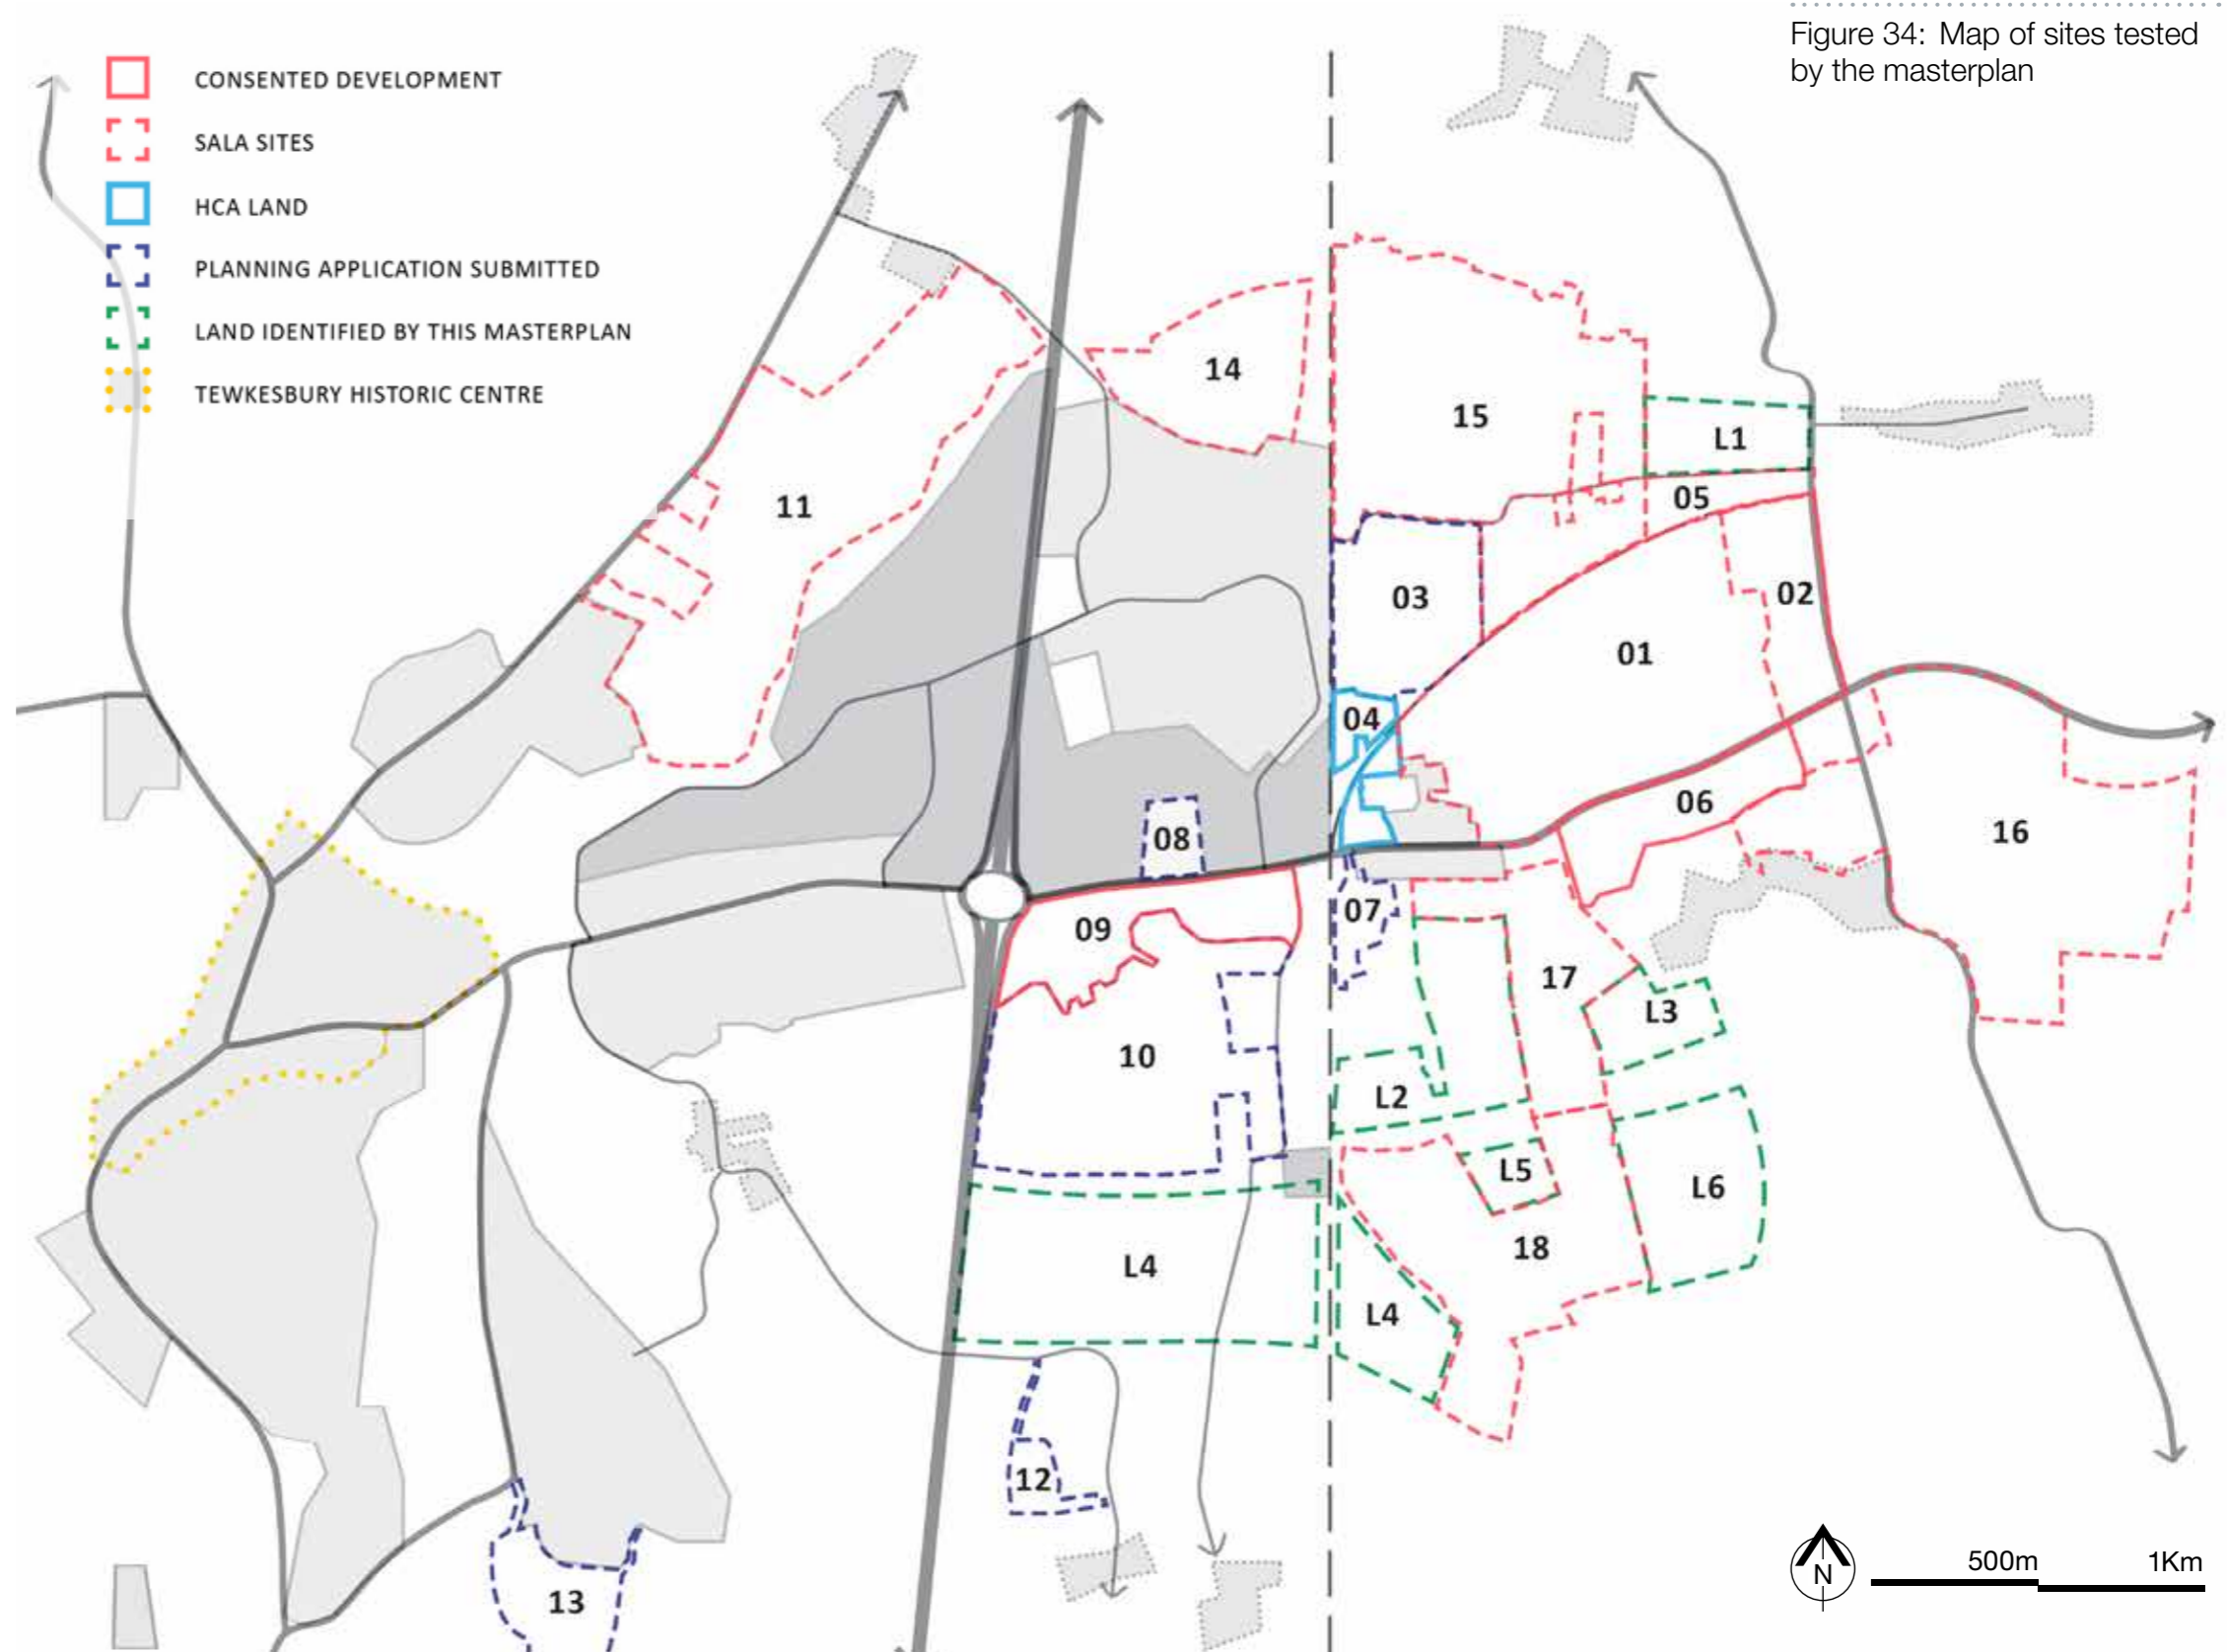 Figure 34: Map of sites tested
by the masterplan
CONSENTED DEVELOPMENT
SALA SITES
HCA LAND
PLANNING APPLICATION SUBMITTED
LAND IDENTIFIED BY THIS MASTERPLAN
TEWKESBURY HISTORIC CENTRE
14
15
L1
11
05
03
02
01
04
06
08
16
07
09
17
L3
10
L2
L5
L6
18
L4
L4
12
13
500m
1Km
N